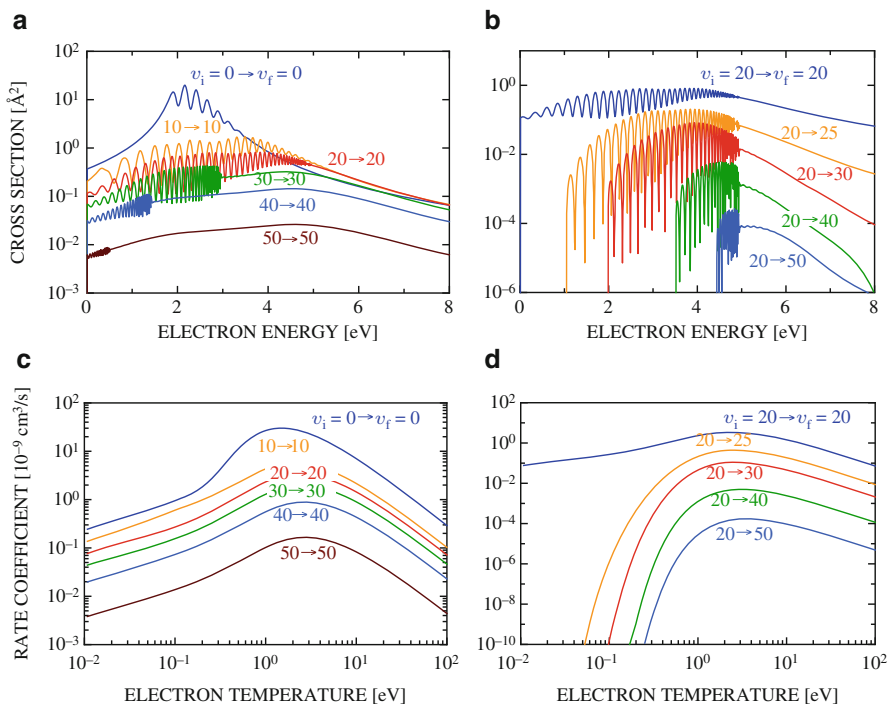 a
10²
10¹
10⁰
10⁻¹
10⁻²
10⁻³
CROSS SECTION [Å²]
vᵢ = 0→v_f = 0
10→10
20→20
30→30
40→40
50→50
0 2 4 6 8
ELECTRON ENERGY [eV]
b
10⁰
10⁻²
10⁻⁴
10⁻⁶
vᵢ = 20→v_f = 20
20→25
20→30
20→40
20→50
0 2 4 6 8
ELECTRON ENERGY [eV]
c
10²
10¹
10⁰
10⁻¹
10⁻²
10⁻³
RATE COEFFICIENT [10⁻⁹ cm³/s]
vᵢ = 0→v_f = 0
10→10
20→20
30→30
40→40
50→50
10⁻² 10⁻¹ 10⁰ 10¹ 10²
ELECTRON TEMPERATURE [eV]
d
10²
10⁰
10⁻²
10⁻⁴
10⁻⁶
10⁻⁸
10⁻¹⁰
vᵢ = 20→v_f = 20
20→25
20→30
20→40
20→50
10⁻² 10⁻¹ 10⁰ 10¹ 10²
ELECTRON TEMPERATURE [eV]